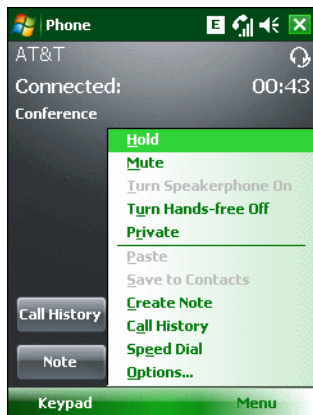 Phone E
AT&T
Connected: 00:43
Conference
Hold
Mute
Turn Speakerphone On
Turn Hands-free Off
Private
Paste
Save to Contacts
Create Note
Call History
Speed Dial
Options...
Call History
Note
Keypad Menu